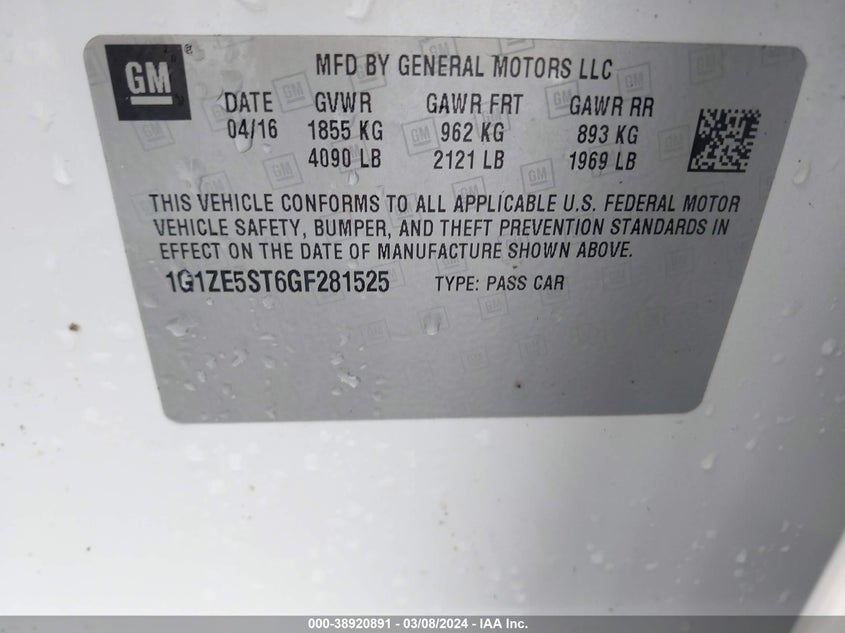 GM
MFD BY GENERAL MOTORS LLC
DATE GVWR GAWR FRT GAWR RR
04/16 1855 KG 962 KG 893 KG
4090 LB 2121 LB 1969 LB
THIS VEHICLE CONFORMS TO ALL APPLICABLE U.S. FEDERAL MOTOR
VEHICLE SAFETY, BUMPER, AND THEFT PREVENTION STANDARDS IN
EFFECT ON THE DATE OF MANUFACTURE SHOWN ABOVE.
1G1ZE5ST6GF281525 TYPE: PASS CAR
000-38920891 - 03/08/2024 - IAA Inc.